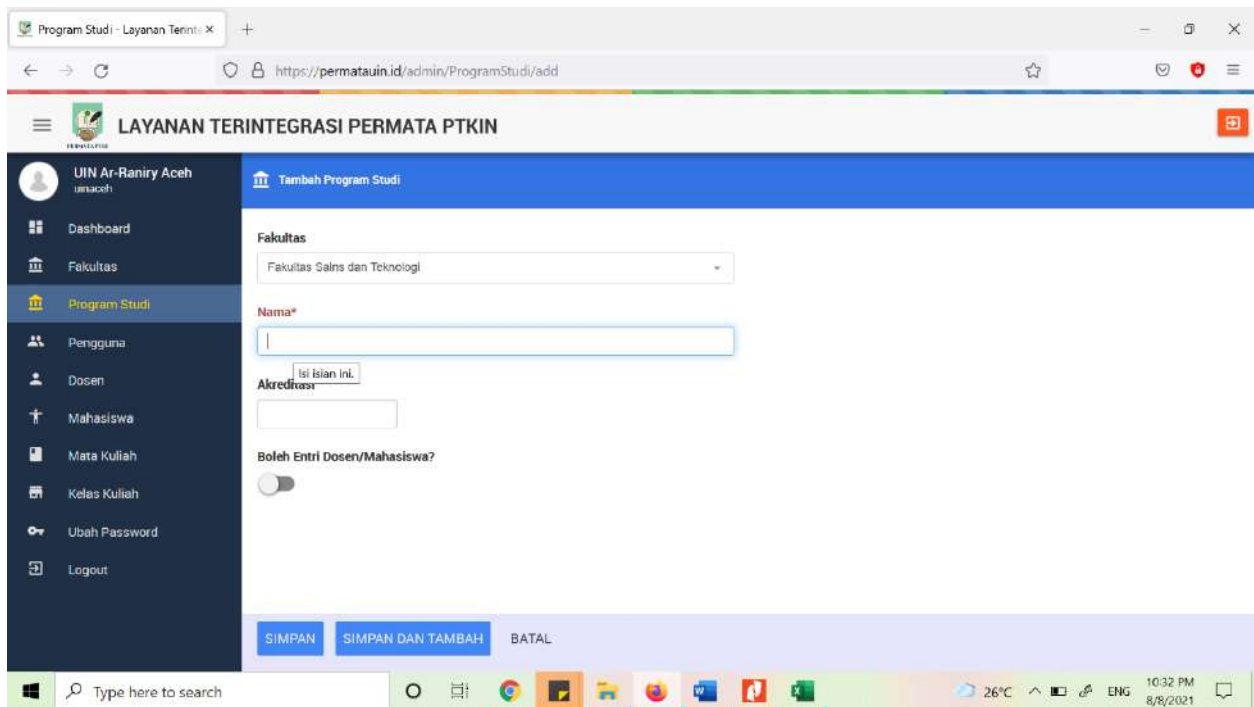 Program Studi - Layanan Terinte
https://permatauin.id/admin/ProgramStudi/add
LAYANAN TERINTEGRASI PERMATA PTKIN
UIN Ar-Raniry Aceh
uinaceh
Tambah Program Studi
Dashboard
Fakultas
Program Studi
Pengguna
Dosen
Mahasiswa
Mata Kuliah
Kelas Kuliah
Ubah Password
Logout
Fakultas
Fakultas Sains dan Teknologi
Nama*
Isi isian ini.
Akreditasi
Boleh Entri Dosen/Mahasiswa?
SIMPAN SIMPAN DAN TAMBAH BATAL
Type here to search
26°C ENG 10:32 PM
8/8/2021